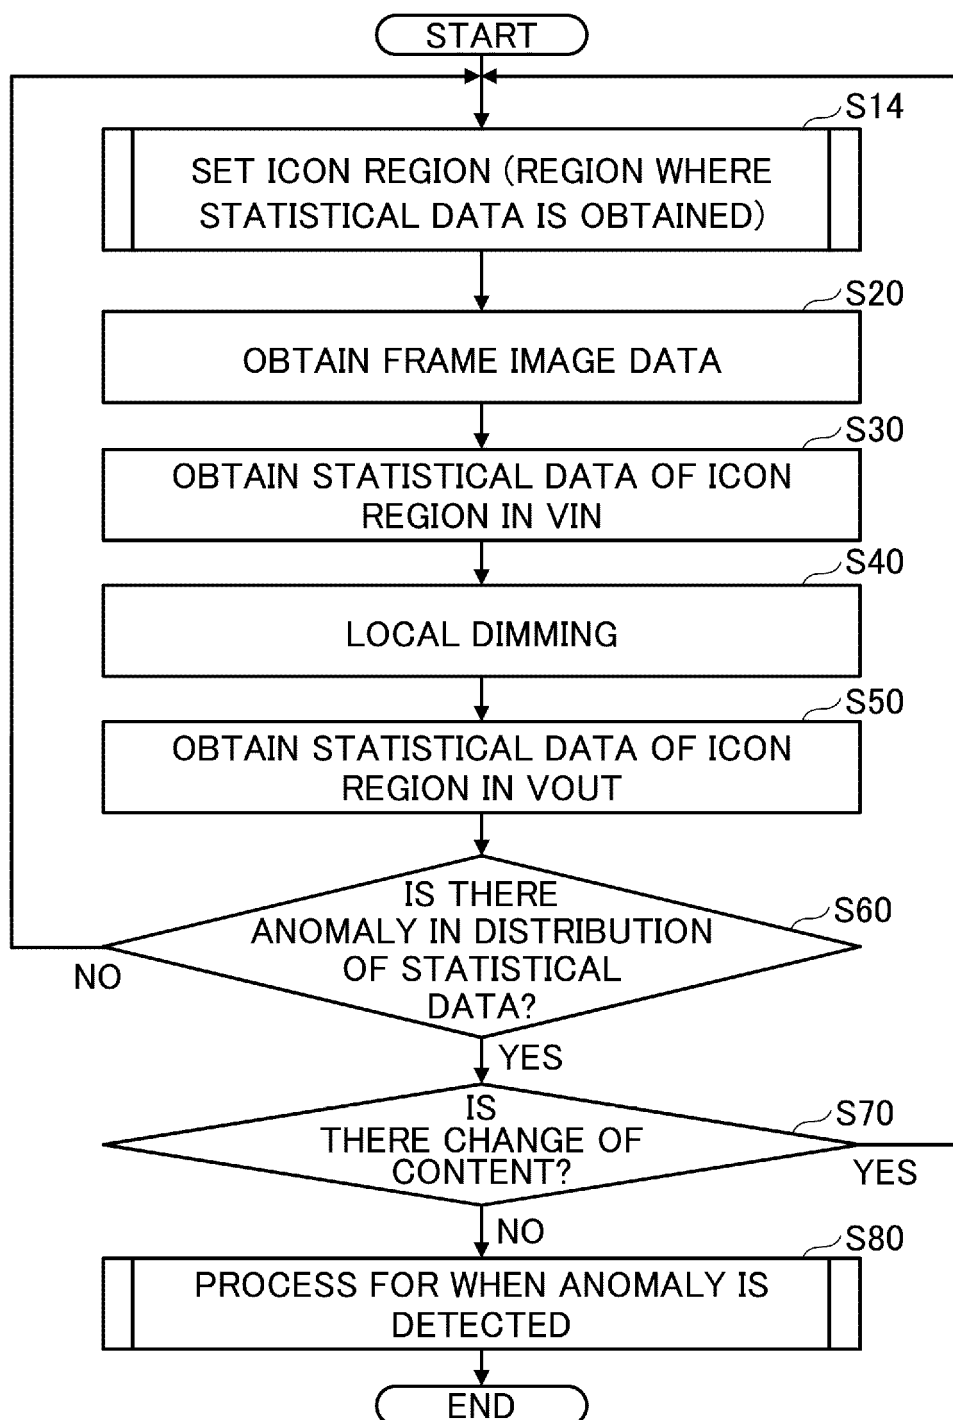 START
S14
SET ICON REGION (REGION WHERE
STATISTICAL DATA IS OBTAINED)
S20
OBTAIN FRAME IMAGE DATA
S30
OBTAIN STATISTICAL DATA OF ICON
REGION IN VIN
S40
LOCAL DIMMING
S50
OBTAIN STATISTICAL DATA OF ICON
REGION IN VOUT
IS THERE
ANOMALY IN DISTRIBUTION
OF STATISTICAL
DATA?
S60
NO
YES
IS
THERE CHANGE OF
CONTENT?
S70
YES
NO
S80
PROCESS FOR WHEN ANOMALY IS
DETECTED
END